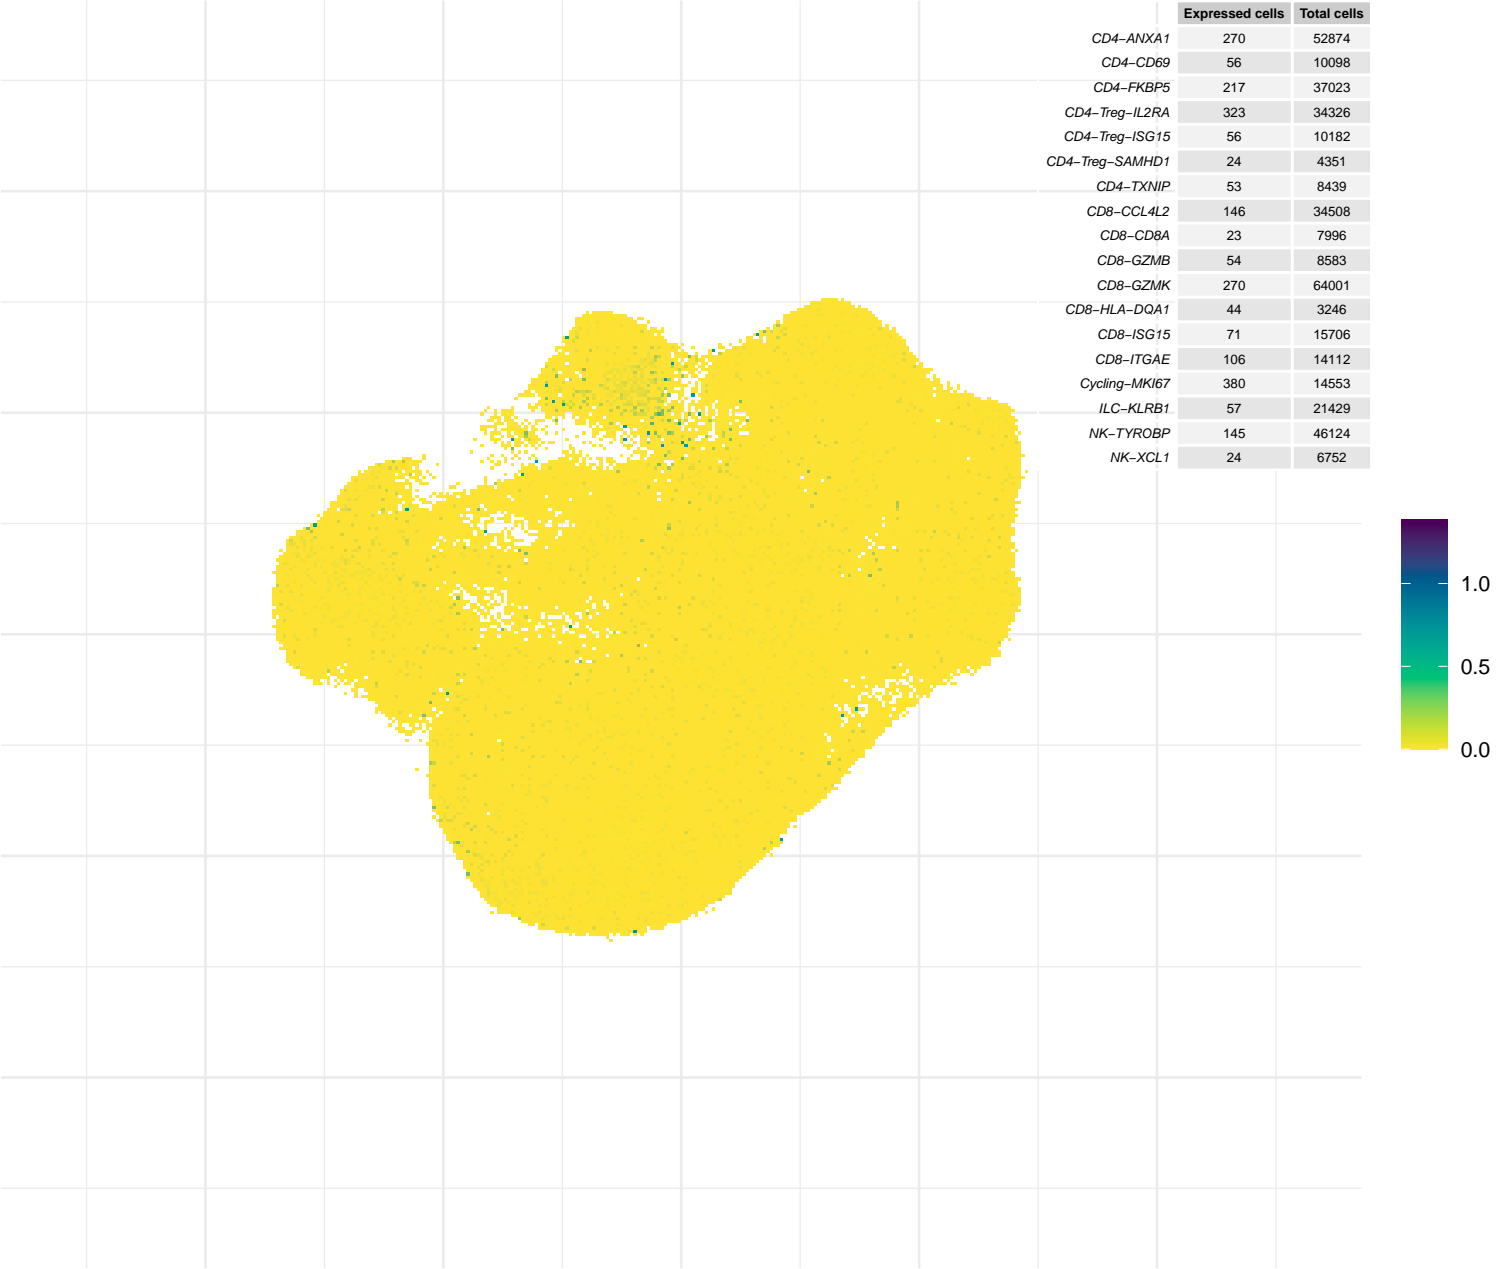 Expressed cells Total cells
CD4−ANXA1 270 52874
CD4−CD69 56 10098
CD4−FKBP5 217 37023
CD4−Treg−IL2RA 323 34326
CD4−Treg−ISG15 56 10182
CD4−Treg−SAMHD1 24 4351
CD4−TXNIP 53 8439
CD8−CCL4L2 146 34508
CD8−CD8A 23 7996
CD8−GZMB 54 8583
CD8−GZMK 270 64001
CD8−HLA−DQA1 44 3246
CD8−ISG15 71 15706
CD8−ITGAE 106 14112
Cycling−MKI67 380 14553
ILC−KLRB1 57 21429
NK−TYROBP 145 46124
NK−XCL1 24 6752
1.0
0.5
0.0